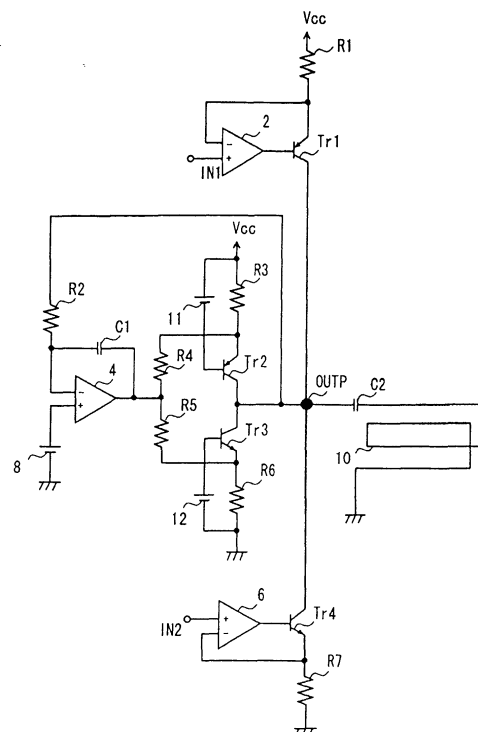 Vcc
R1
2
Tr1
IN1
Vcc
R3
R2
11
C1
R4
Tr2
4
OUTP
C2
R5
Tr3
10
8
R6
12
6
IN2
Tr4
R7